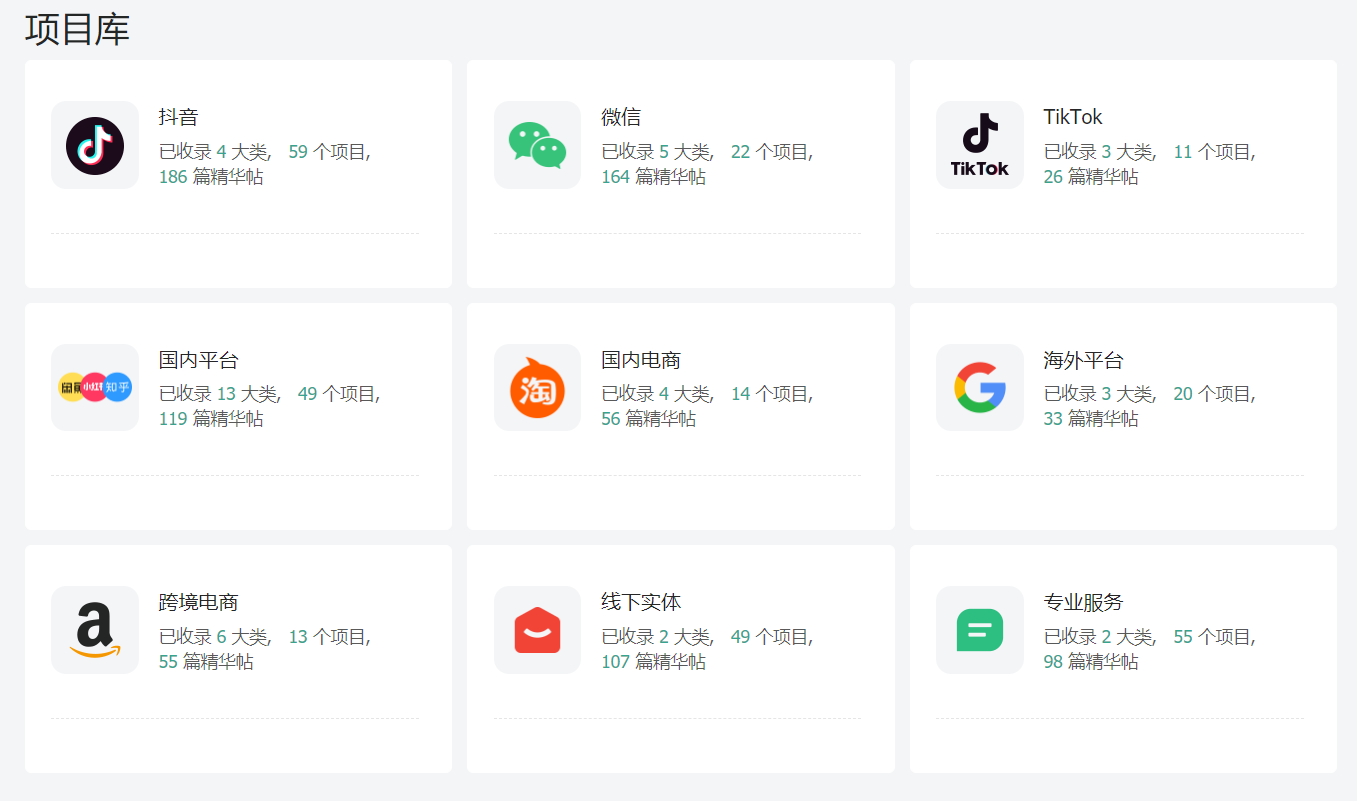 项目库
抖音
已收录 4 大类， 59 个项目，
186 篇精华帖
微信
已收录 5 大类， 22 个项目，
164 篇精华帖
TikTok
TikTok
已收录 3 大类， 11 个项目，
26 篇精华帖
国内平台
小红书
知乎
已收录 13 大类， 49 个项目，
119 篇精华帖
淘
国内电商
已收录 4 大类， 14 个项目，
56 篇精华帖
G
海外平台
已收录 3 大类， 20 个项目，
33 篇精华帖
a
跨境电商
已收录 6 大类， 13 个项目，
55 篇精华帖
线下实体
已收录 2 大类， 49 个项目，
107 篇精华帖
专业服务
已收录 2 大类， 55 个项目，
98 篇精华帖